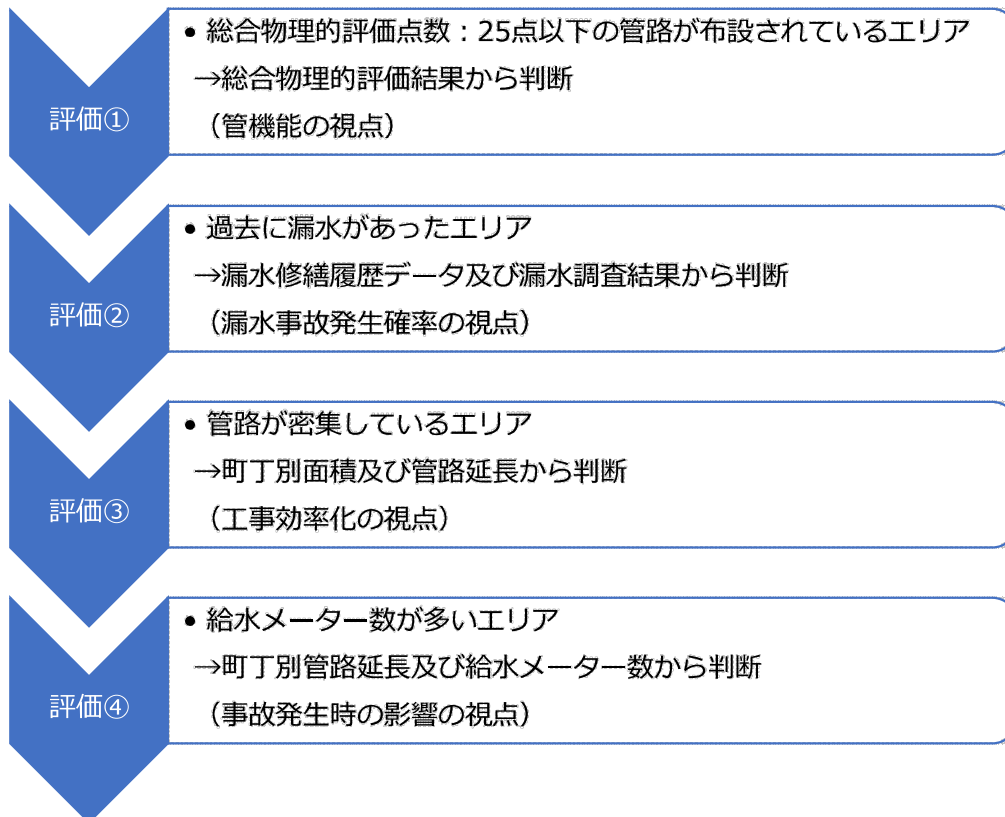 評価①
• 総合物理的評価点数：25点以下の管路が布設されているエリア
→総合物理的評価結果から判断
（管機能の視点）
評価②
• 過去に漏水があったエリア
→漏水修繕履歴データ及び漏水調査結果から判断
（漏水事故発生確率の視点）
評価③
• 管路が密集しているエリア
→町丁別面積及び管路延長から判断
（工事効率化の視点）
評価④
• 給水メーター数が多いエリア
→町丁別管路延長及び給水メーター数から判断
（事故発生時の影響の視点）